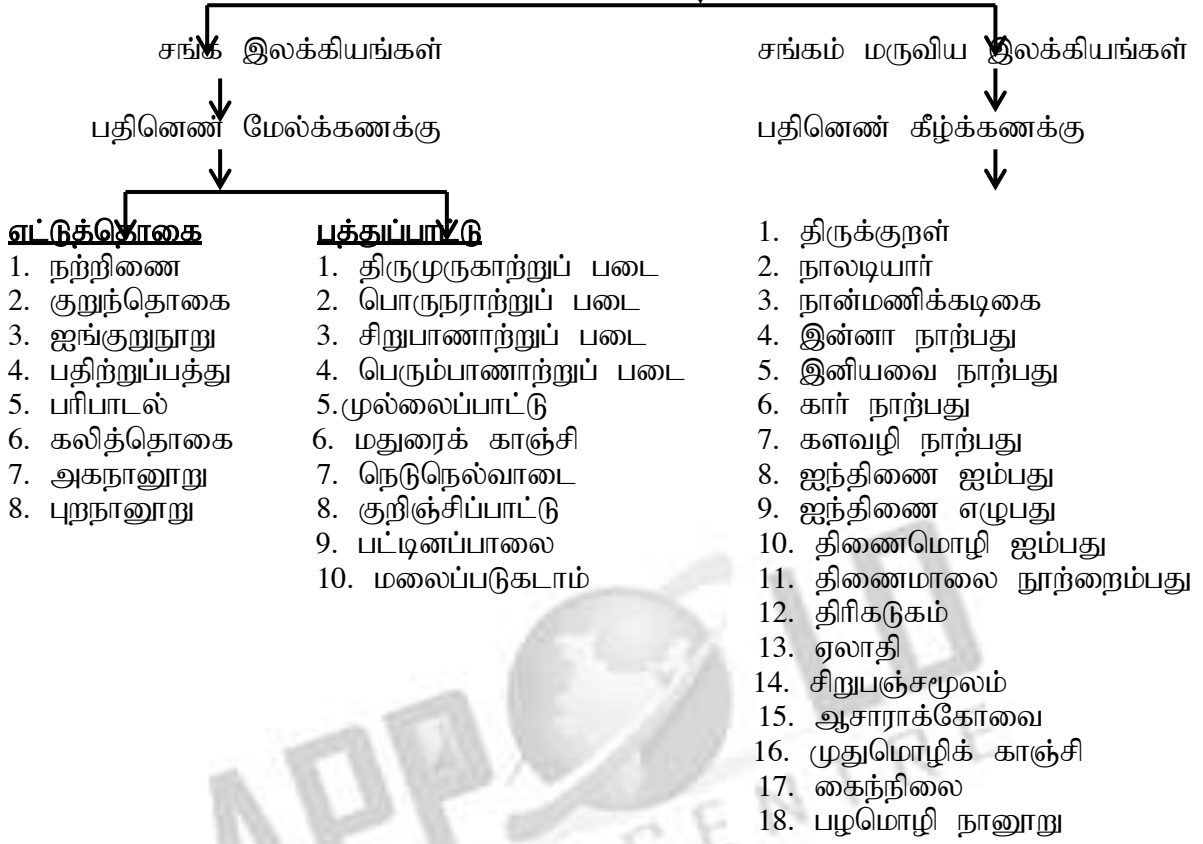 சங்க இலக்கியங்கள்
சங்கம் மருவிய இலக்கியங்கள்
பதினெண் மேல்க்கணக்கு
பதினெண் கீழ்க்கணக்கு
எட்டுத்தொகை
1. நற்றிணை
2. குறுந்தொகை
3. ஐங்குறுநூறு
4. பதிற்றுப்பத்து
5. பரிபாடல்
6. கலித்தொகை
7. அகநானூறு
8. புறநானூறு
பத்துப்பாட்டு
1. திருமுருகாற்றுப் படை
2. பொருநராற்றுப் படை
3. சிறுபாணாற்றுப் படை
4. பெரும்பாணாற்றுப் படை
5.முல்லைப்பாட்டு
6. மதுரைக் காஞ்சி
7. நெடுநெல்வாடை
8. குறிஞ்சிப்பாட்டு
9. பட்டினப்பாலை
10. மலைப்படுகடாம்
1. திருக்குறள்
2. நாலடியார்
3. நான்மணிக்கடிகை
4. இன்னா நாற்பது
5. இனியவை நாற்பது
6. கார் நாற்பது
7. களவழி நாற்பது
8. ஐந்திணை ஐம்பது
9. ஐந்திணை எழுபது
10. திணைமொழி ஐம்பது
11. திணைமாலை நூற்றைம்பது
12. திரிகடுகம்
13. ஏலாதி
14. சிறுபஞ்சமூலம்
15. ஆசாராக்கோவை
16. முதுமொழிக் காஞ்சி
17. கைந்நிலை
18. பழமொழி நானூறு